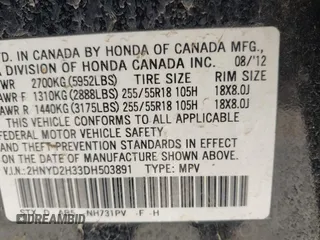 TD. IN CANADA BY HONDA OF CANADA MFG.,
A DIVISION OF HONDA CANADA INC. 08/'12
WR 2700KG(5952LBS) TIRE SIZE RIM SIZE
AWR F 1310KG(2888LBS) 255/55R18 105H 18X8.0J
AWR R 1440KG(3175LBS) 255/55R18 105H 18X8.0J
THIS VEHICLE CONFORMS TO ALL APPLICABLE
FEDERAL MOTOR VEHICLE SAFETY AND
THEFT PREVENTION STANDARDS IN EFFECT
ON THE DATE OF MANUFACTURE SHOWN ABOVE.
V.I.N.: 2HNYD2H33DH503891 TYPE: MPV
NH731PV F H
BIDCARS